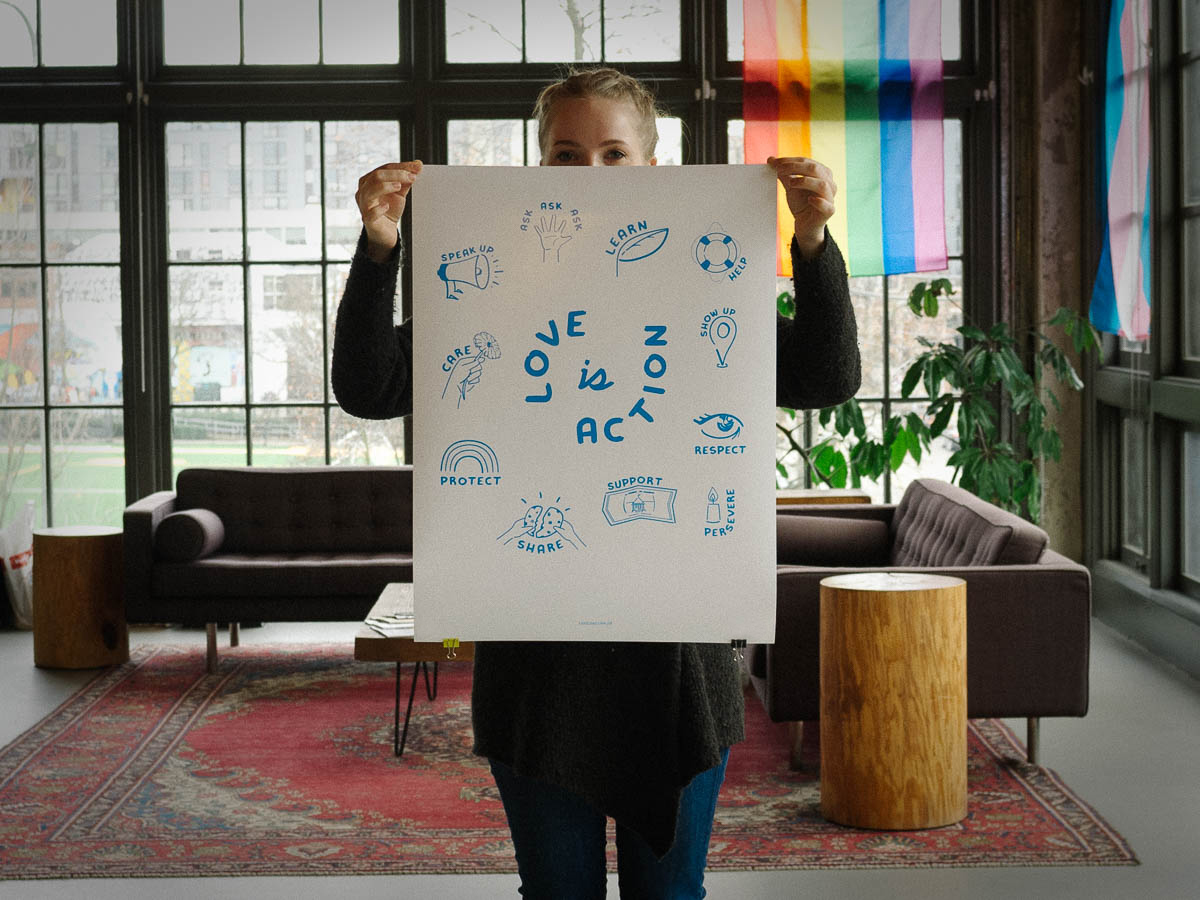 ASK ASK ASK
SPEAK UP
LEARN
HELP
LOVE
is
ACTION
SHOW UP
CARE
RESPECT
PROTECT
SUPPORT
SHARE
PERSEVERE